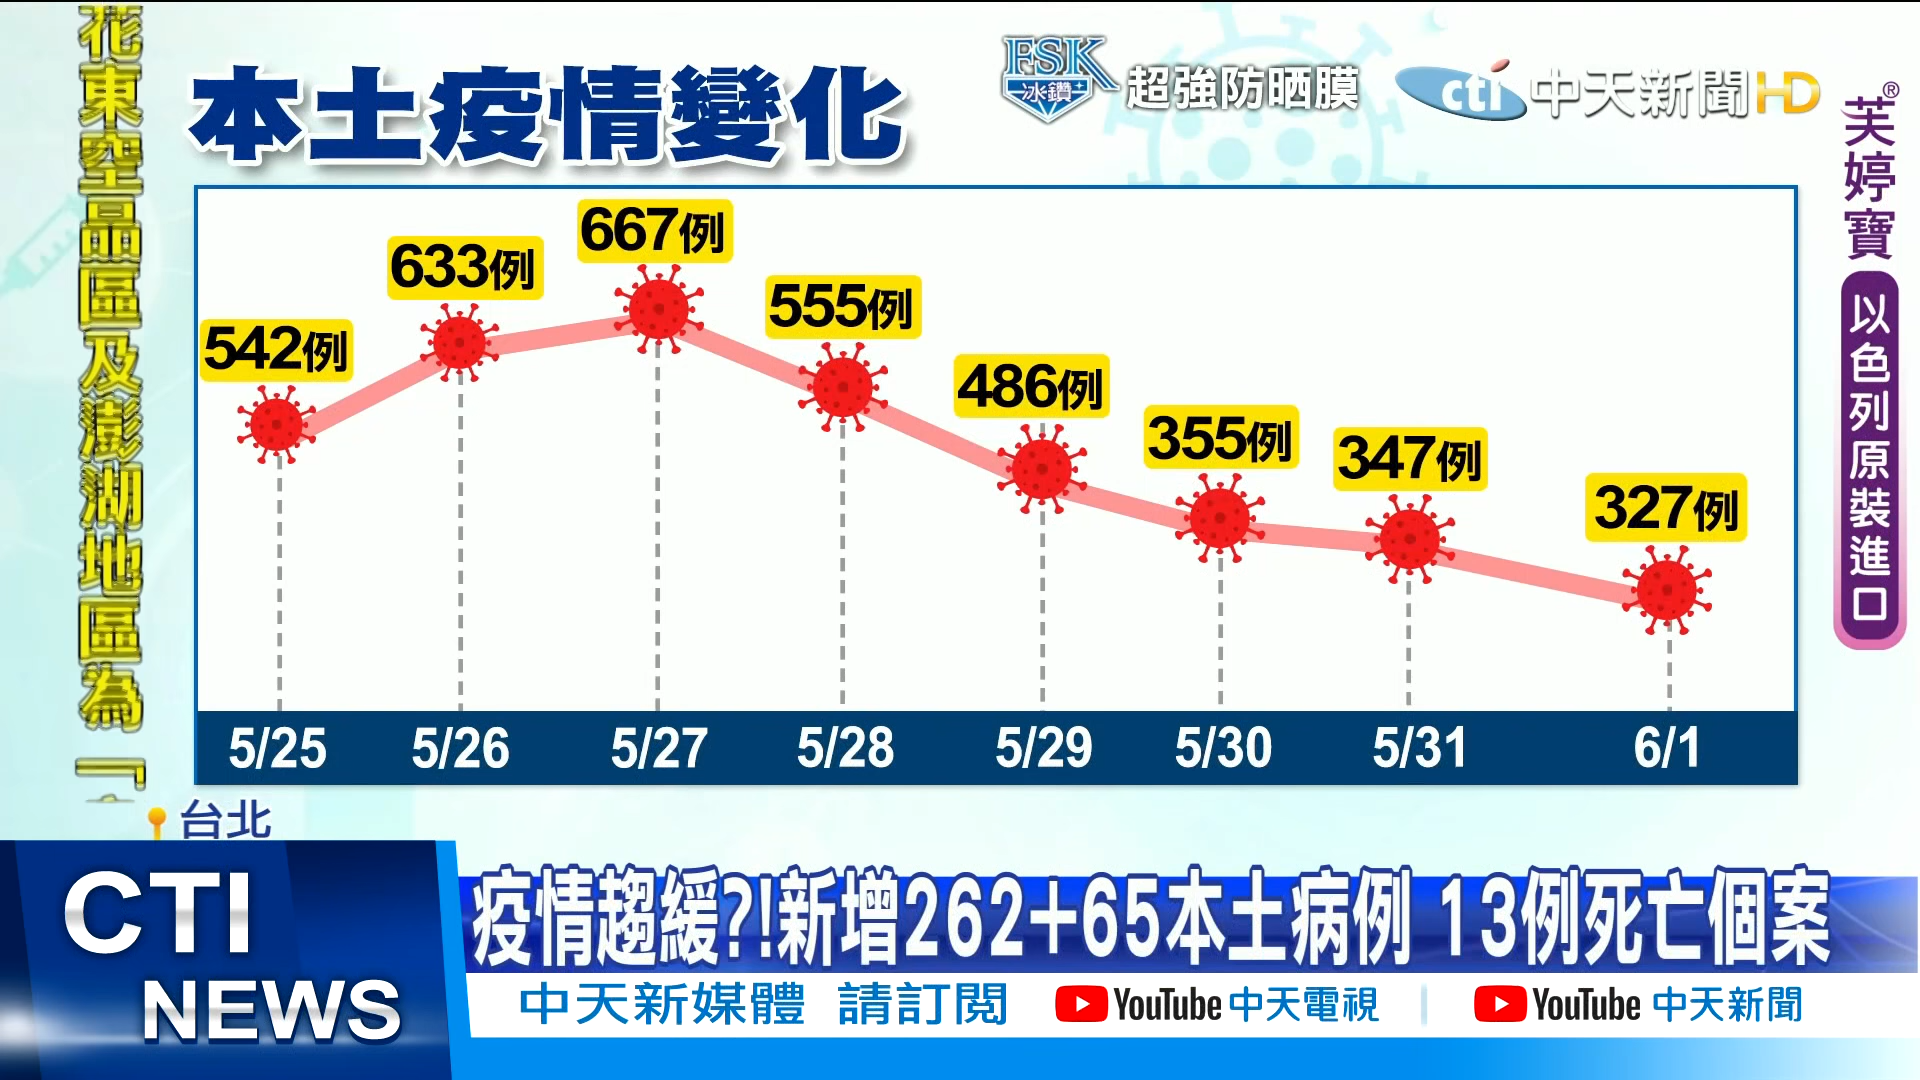 花東空品區及澎湖地區為「
本土疫情變化
FSK
冰鑽
超強防晒膜
cti 中天新聞HD
芙婷寶®
以色列原裝進口
542例
633例
667例
555例
486例
355例
347例
327例
5/25 5/26 5/27 5/28 5/29 5/30 5/31 6/1
台北
CTI
NEWS
疫情趨緩?!新增262+65本土病例 13例死亡個案
中天新媒體 請訂閱 YouTube 中天電視 | YouTube 中天新聞